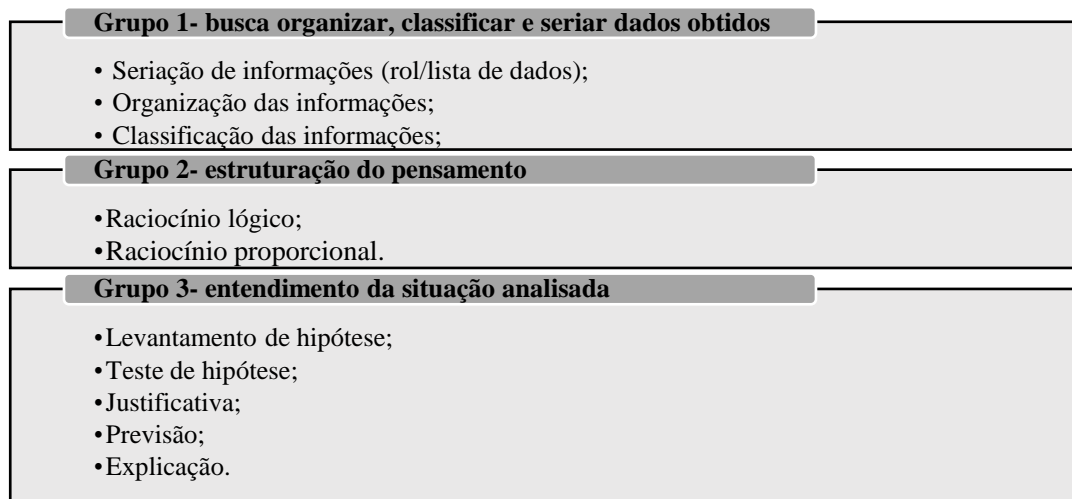 Grupo 1- busca organizar, classificar e seriar dados obtidos
• Seriação de informações (rol/lista de dados);
• Organização das informações;
• Classificação das informações;
Grupo 2- estruturação do pensamento
•Raciocínio lógico;
•Raciocínio proporcional.
Grupo 3- entendimento da situação analisada
•Levantamento de hipótese;
•Teste de hipótese;
•Justificativa;
•Previsão;
•Explicação.